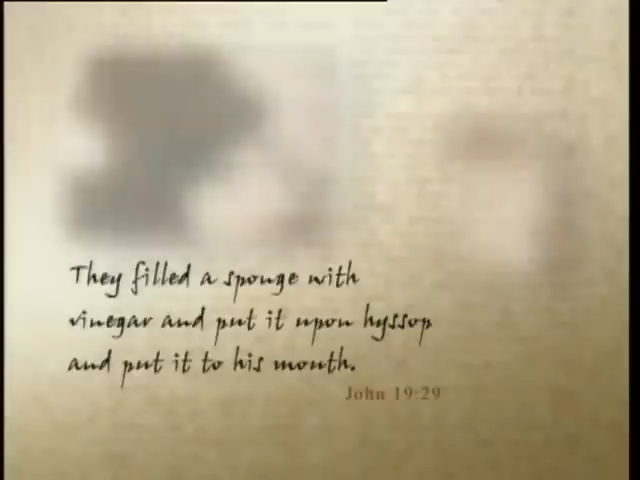 They filled a sponge with
vinegar and put it upon hyssop
and put it to his mouth.
John 19:29